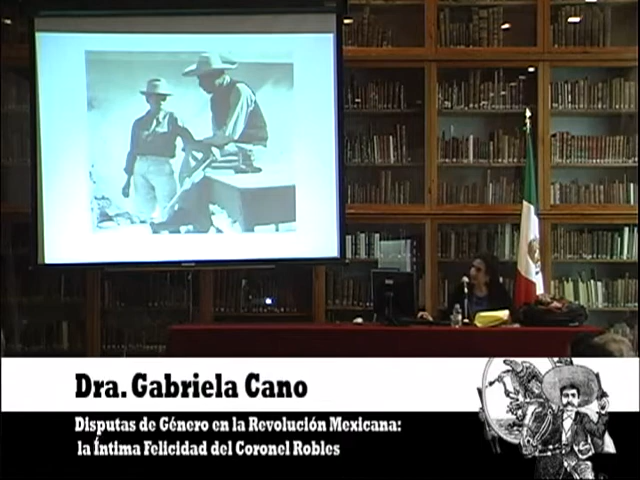 Dra. Gabriela Cano
Disputas de Género en la Revolución Mexicana:
la Íntima Felicidad del Coronel Robles